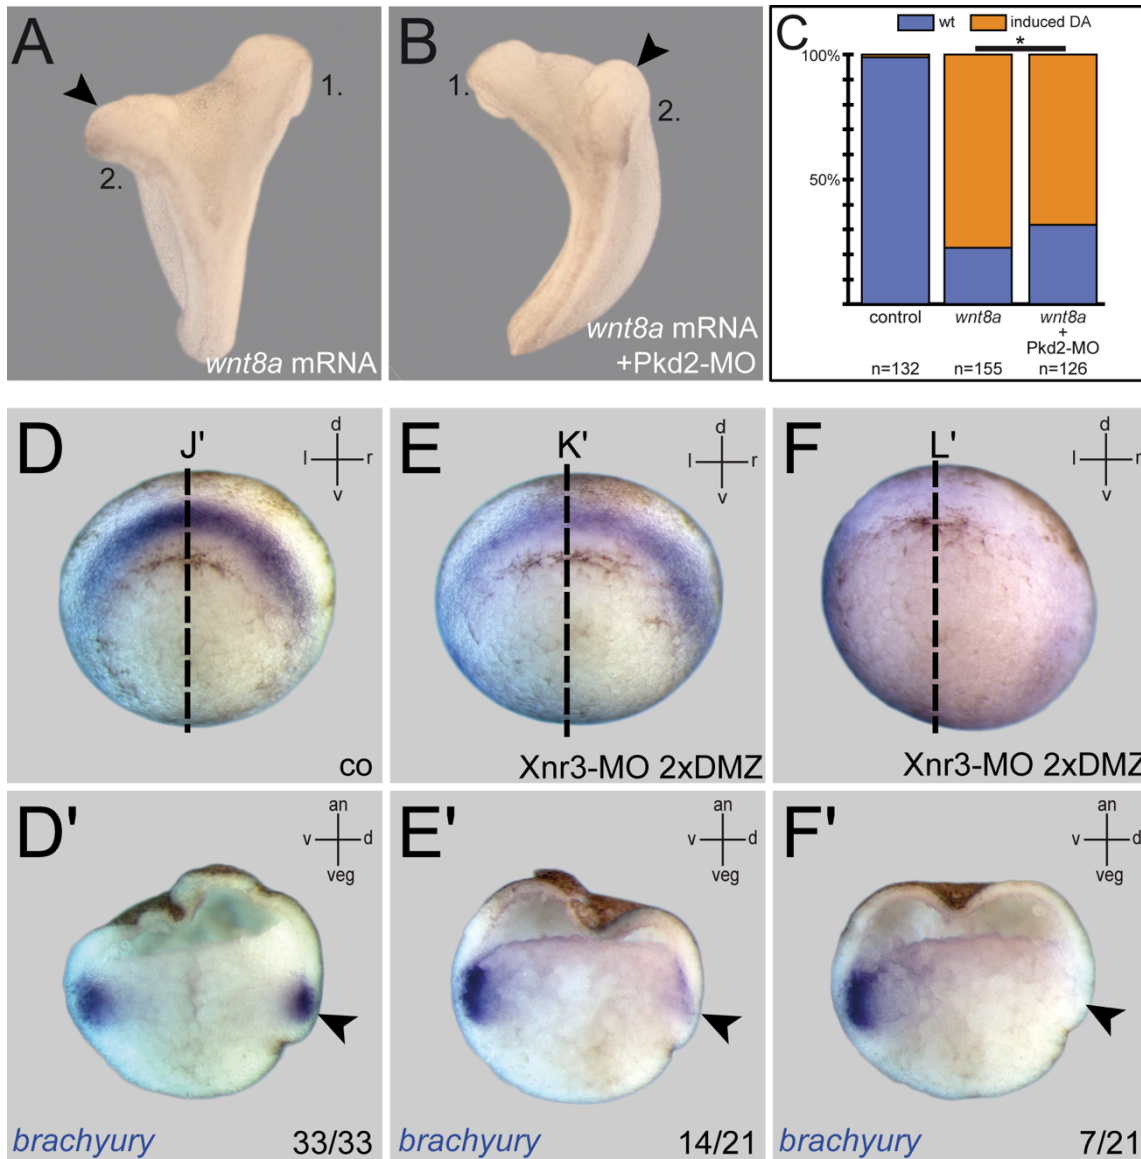 A
1.
2.
wnt8a mRNA
B
1.
2.
wnt8a mRNA
+Pkd2-MO
C
wt
induced DA
*
100%
50%
control
wnt8a
wnt8a
+
Pkd2-MO
n=132
n=155
n=126
D
J'
d
l
r
v
co
E
K'
d
l
r
v
Xnr3-MO 2xDMZ
F
L'
d
l
r
v
Xnr3-MO 2xDMZ
D'
an
v
d
veg
brachyury
33/33
E'
an
v
d
veg
brachyury
14/21
F'
an
v
d
veg
brachyury
7/21